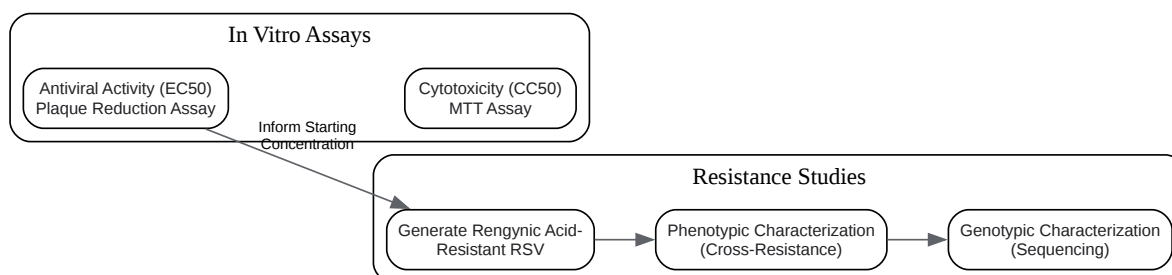 In Vitro Assays
Antiviral Activity (EC50)
Plaque Reduction Assay
Cytotoxicity (CC50)
MTT Assay
Inform Starting
Concentration
Resistance Studies
Generate Rengynic Acid-
Resistant RSV
Phenotypic Characterization
(Cross-Resistance)
Genotypic Characterization
(Sequencing)